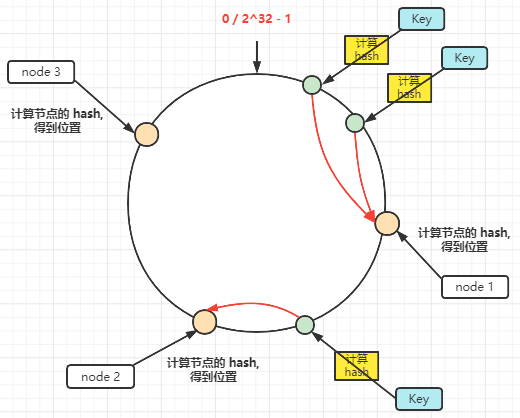 0 / 2^32 - 1
Key
计算
hash
Key
计算
hash
node 3
计算节点的 hash,
得到位置
计算节点的 hash,
得到位置
node 1
计算节点的 hash,
得到位置
node 2
计算
hash
Key